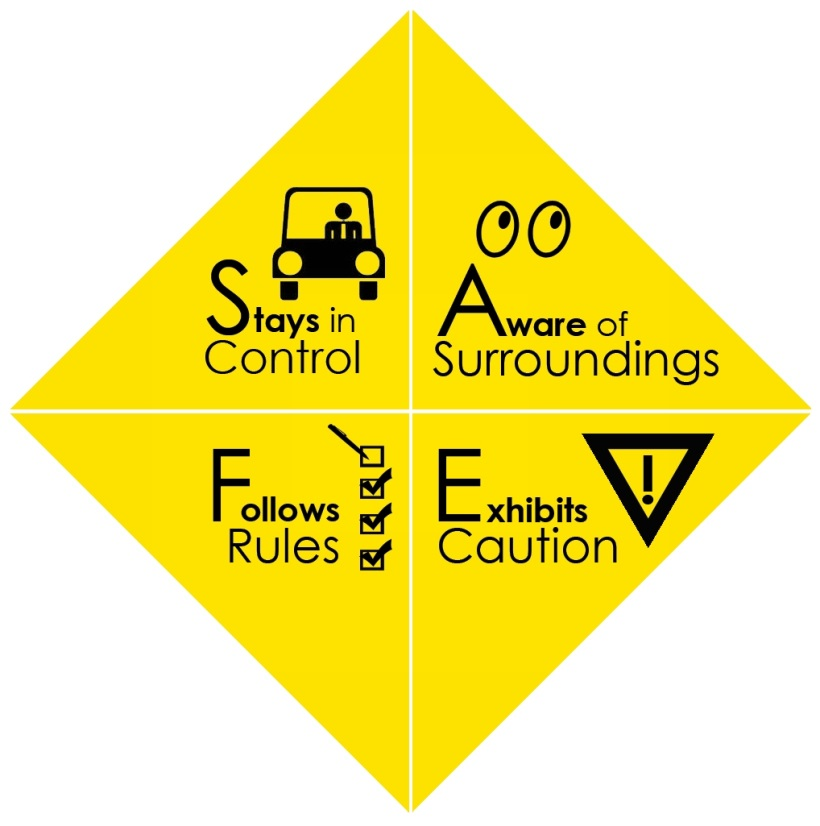 Stays in
Control
Aware of
Surroundings
Follows
Rules
Exhibits
Caution
!